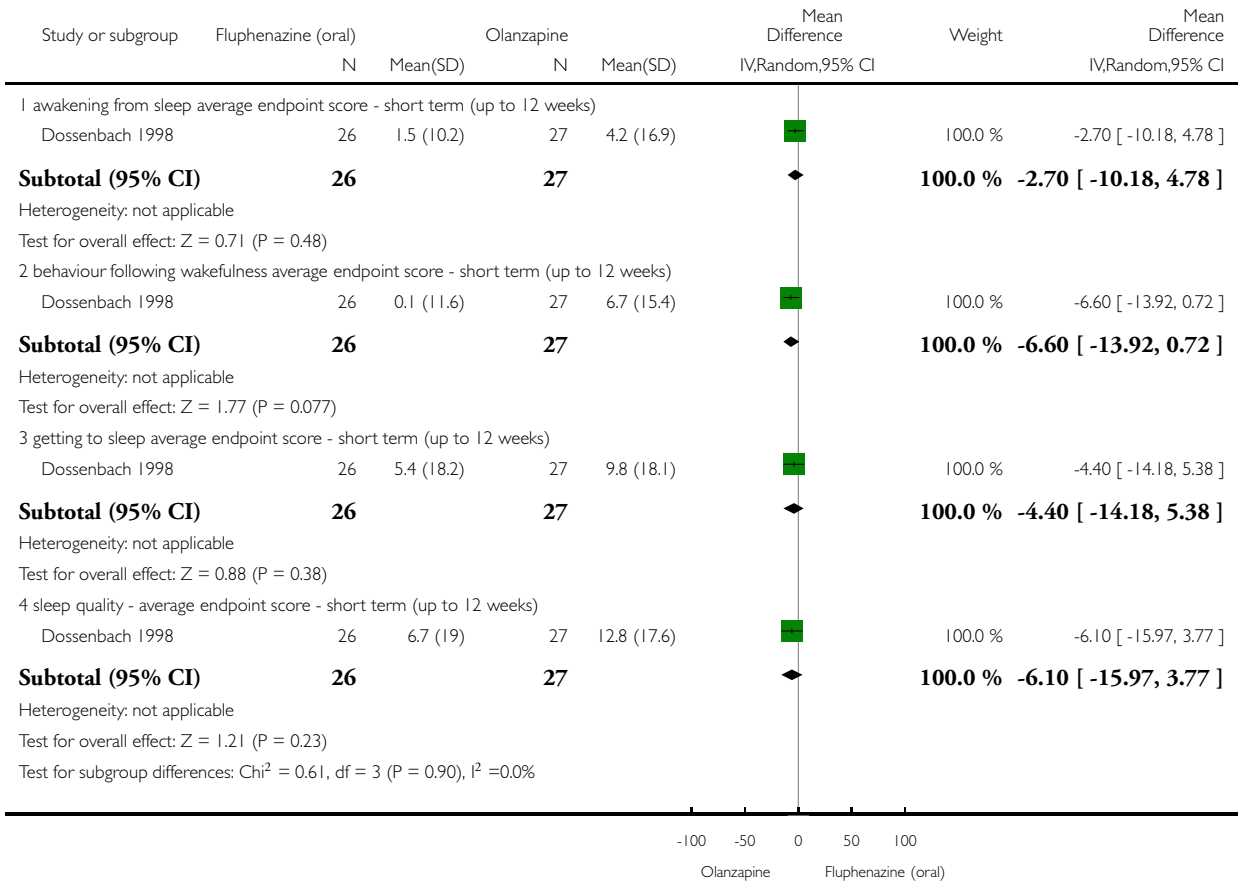 Study or subgroup Fluphenazine (oral) Olanzapine Mean Difference Weight Mean Difference
N Mean(SD) N Mean(SD) IV,Random,95% CI IV,Random,95% CI
1 awakening from sleep average endpoint score - short term (up to 12 weeks)
Dossenbach 1998 26 1.5 (10.2) 27 4.2 (16.9) 100.0 % -2.70 [ -10.18, 4.78 ]
Subtotal (95% CI) 26 27 100.0 % -2.70 [ -10.18, 4.78 ]
Heterogeneity: not applicable
Test for overall effect: Z = 0.71 (P = 0.48)
2 behaviour following wakefulness average endpoint score - short term (up to 12 weeks)
Dossenbach 1998 26 0.1 (11.6) 27 6.7 (15.4) 100.0 % -6.60 [ -13.92, 0.72 ]
Subtotal (95% CI) 26 27 100.0 % -6.60 [ -13.92, 0.72 ]
Heterogeneity: not applicable
Test for overall effect: Z = 1.77 (P = 0.077)
3 getting to sleep average endpoint score - short term (up to 12 weeks)
Dossenbach 1998 26 5.4 (18.2) 27 9.8 (18.1) 100.0 % -4.40 [ -14.18, 5.38 ]
Subtotal (95% CI) 26 27 100.0 % -4.40 [ -14.18, 5.38 ]
Heterogeneity: not applicable
Test for overall effect: Z = 0.88 (P = 0.38)
4 sleep quality - average endpoint score - short term (up to 12 weeks)
Dossenbach 1998 26 6.7 (19) 27 12.8 (17.6) 100.0 % -6.10 [ -15.97, 3.77 ]
Subtotal (95% CI) 26 27 100.0 % -6.10 [ -15.97, 3.77 ]
Heterogeneity: not applicable
Test for overall effect: Z = 1.21 (P = 0.23)
Test for subgroup differences: Chi² = 0.61, df = 3 (P = 0.90), I² =0.0%
-100 -50 0 50 100
Olanzapine Fluphenazine (oral)